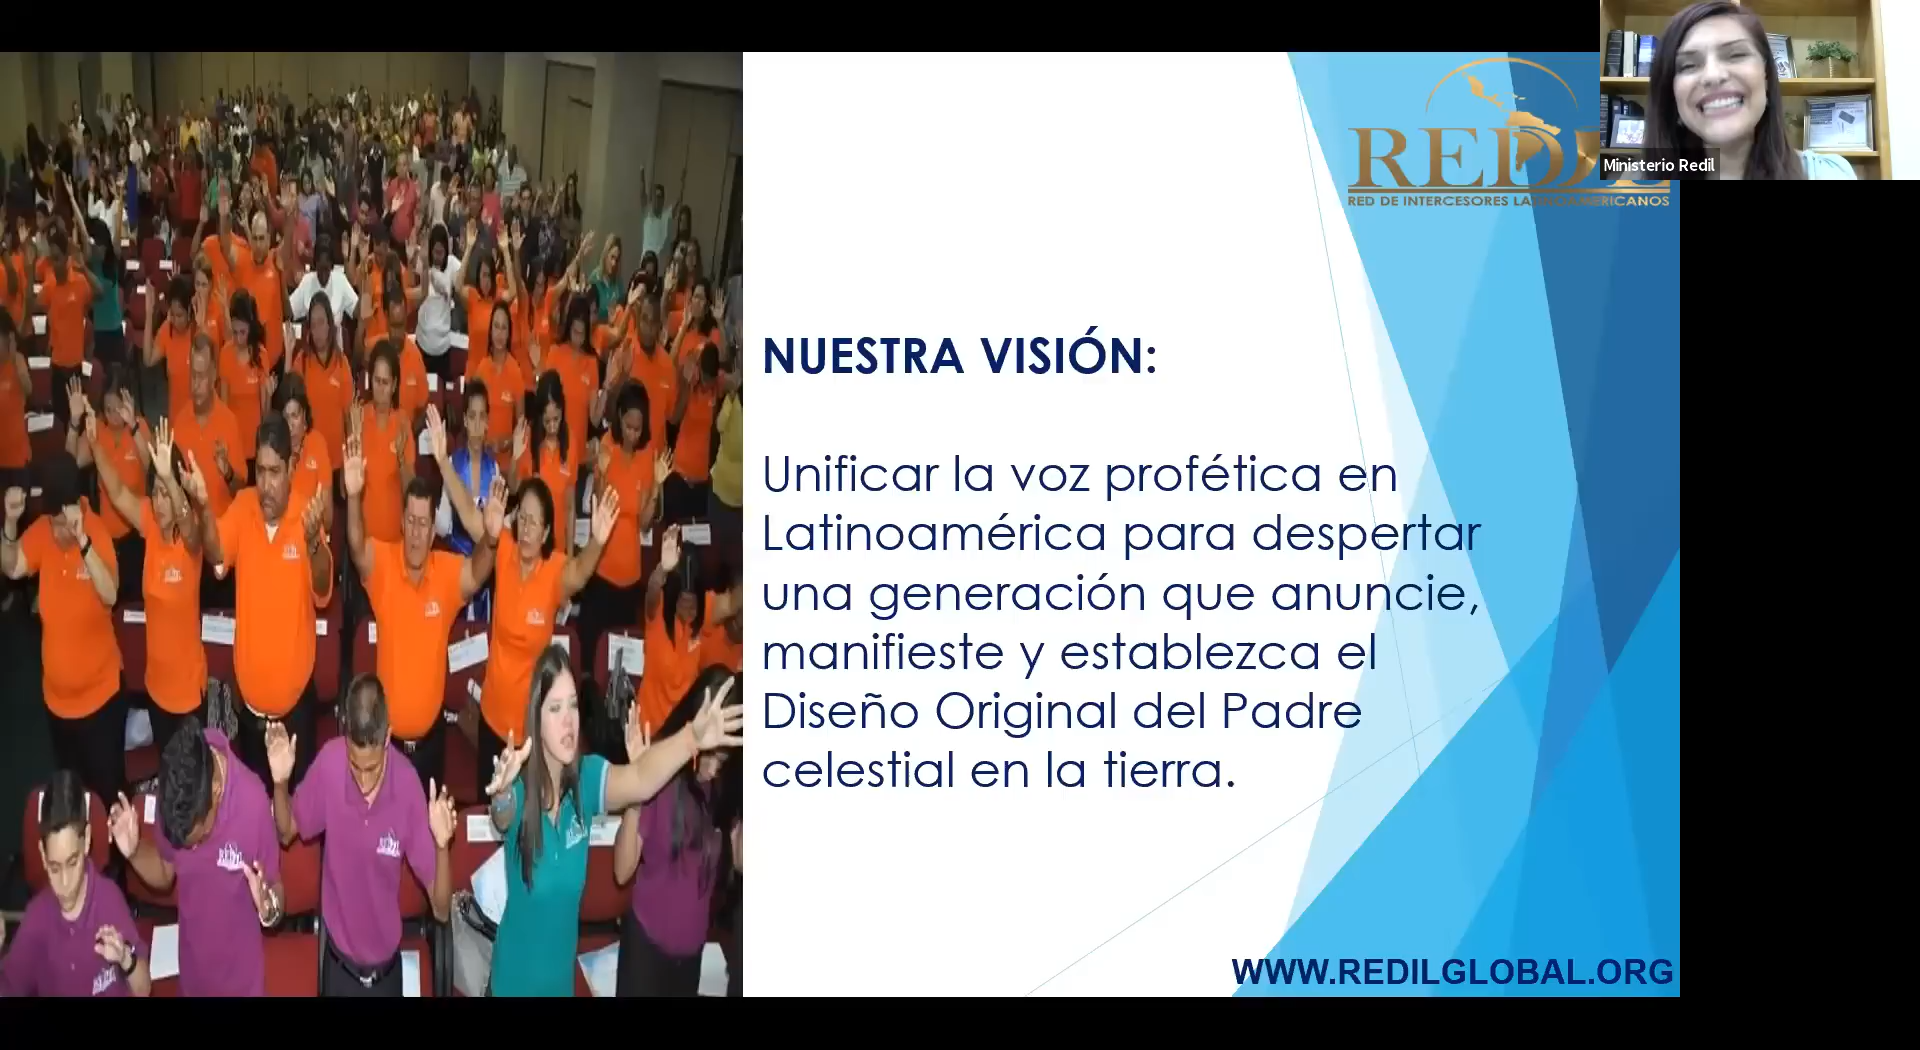 REDIL
RED DE INTERCESORES LATINOAMERICANOS
Ministerio Redil
NUESTRA VISIÓN:
Unificar la voz profética en
Latinoamérica para despertar
una generación que anuncie,
manifieste y establezca el
Diseño Original del Padre
celestial en la tierra.
WWW.REDILGLOBAL.ORG